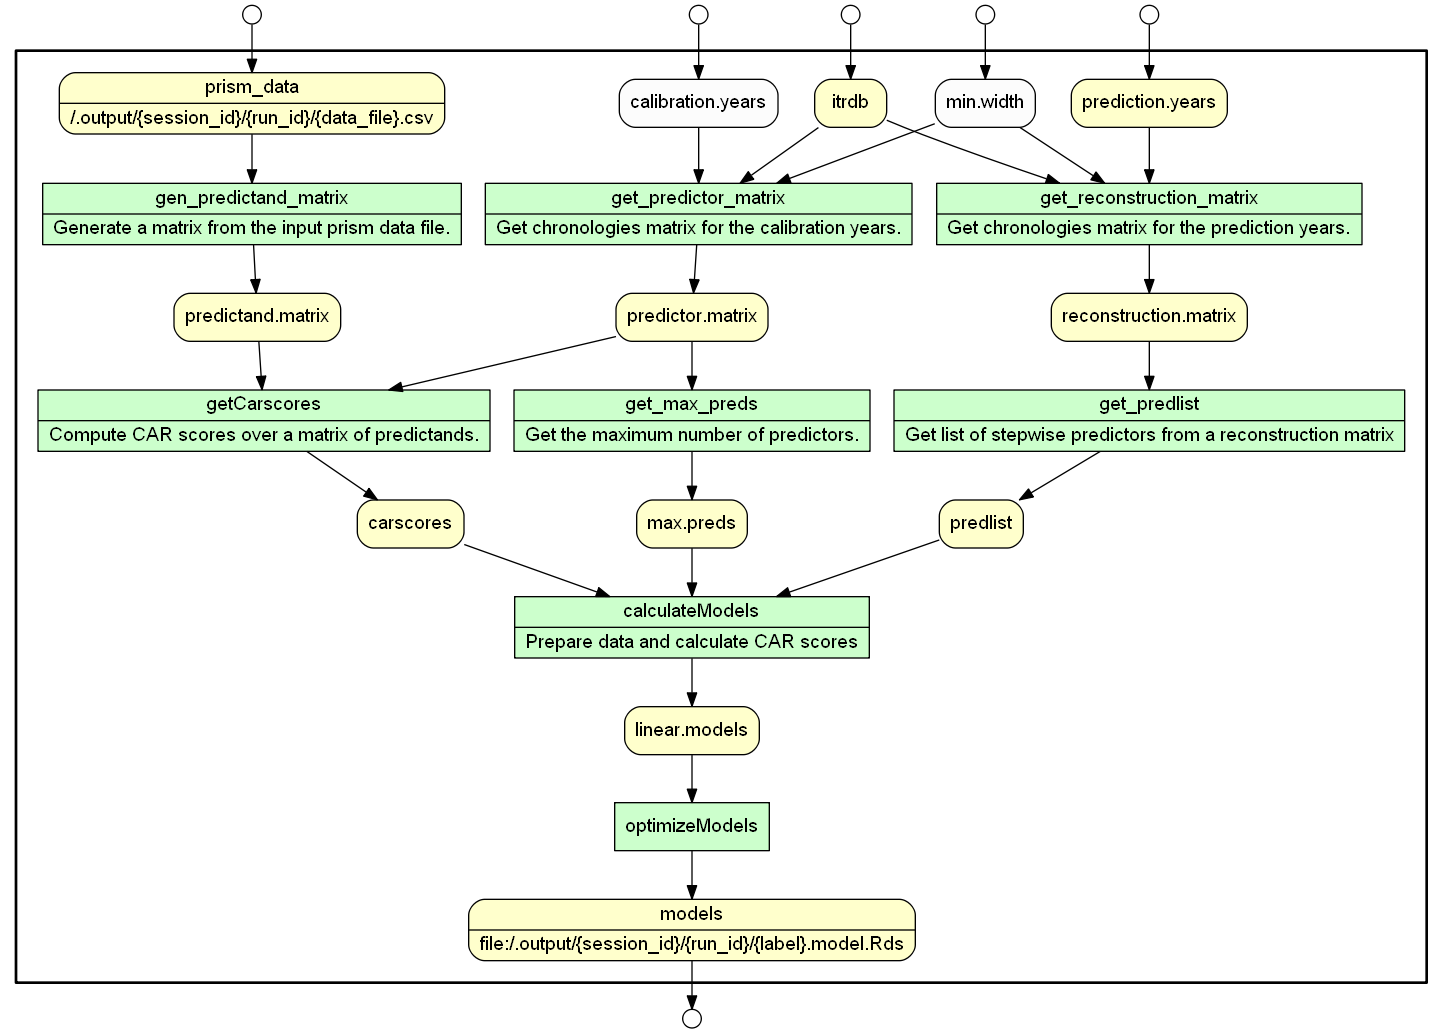 prism_data
/.output/{session_id}/{run_id}/{data_file}.csv
calibration.years
itrdb
min.width
prediction.years
gen_predictand_matrix
Generate a matrix from the input prism data file.
get_predictor_matrix
Get chronologies matrix for the calibration years.
get_reconstruction_matrix
Get chronologies matrix for the prediction years.
predictand.matrix
predictor.matrix
reconstruction.matrix
getCarscores
Compute CAR scores over a matrix of predictands.
get_max_preds
Get the maximum number of predictors.
get_predlist
Get list of stepwise predictors from a reconstruction matrix
carscores
max.preds
predlist
calculateModels
Prepare data and calculate CAR scores
linear.models
optimizeModels
models
file:/.output/{session_id}/{run_id}/{label}.model.Rds